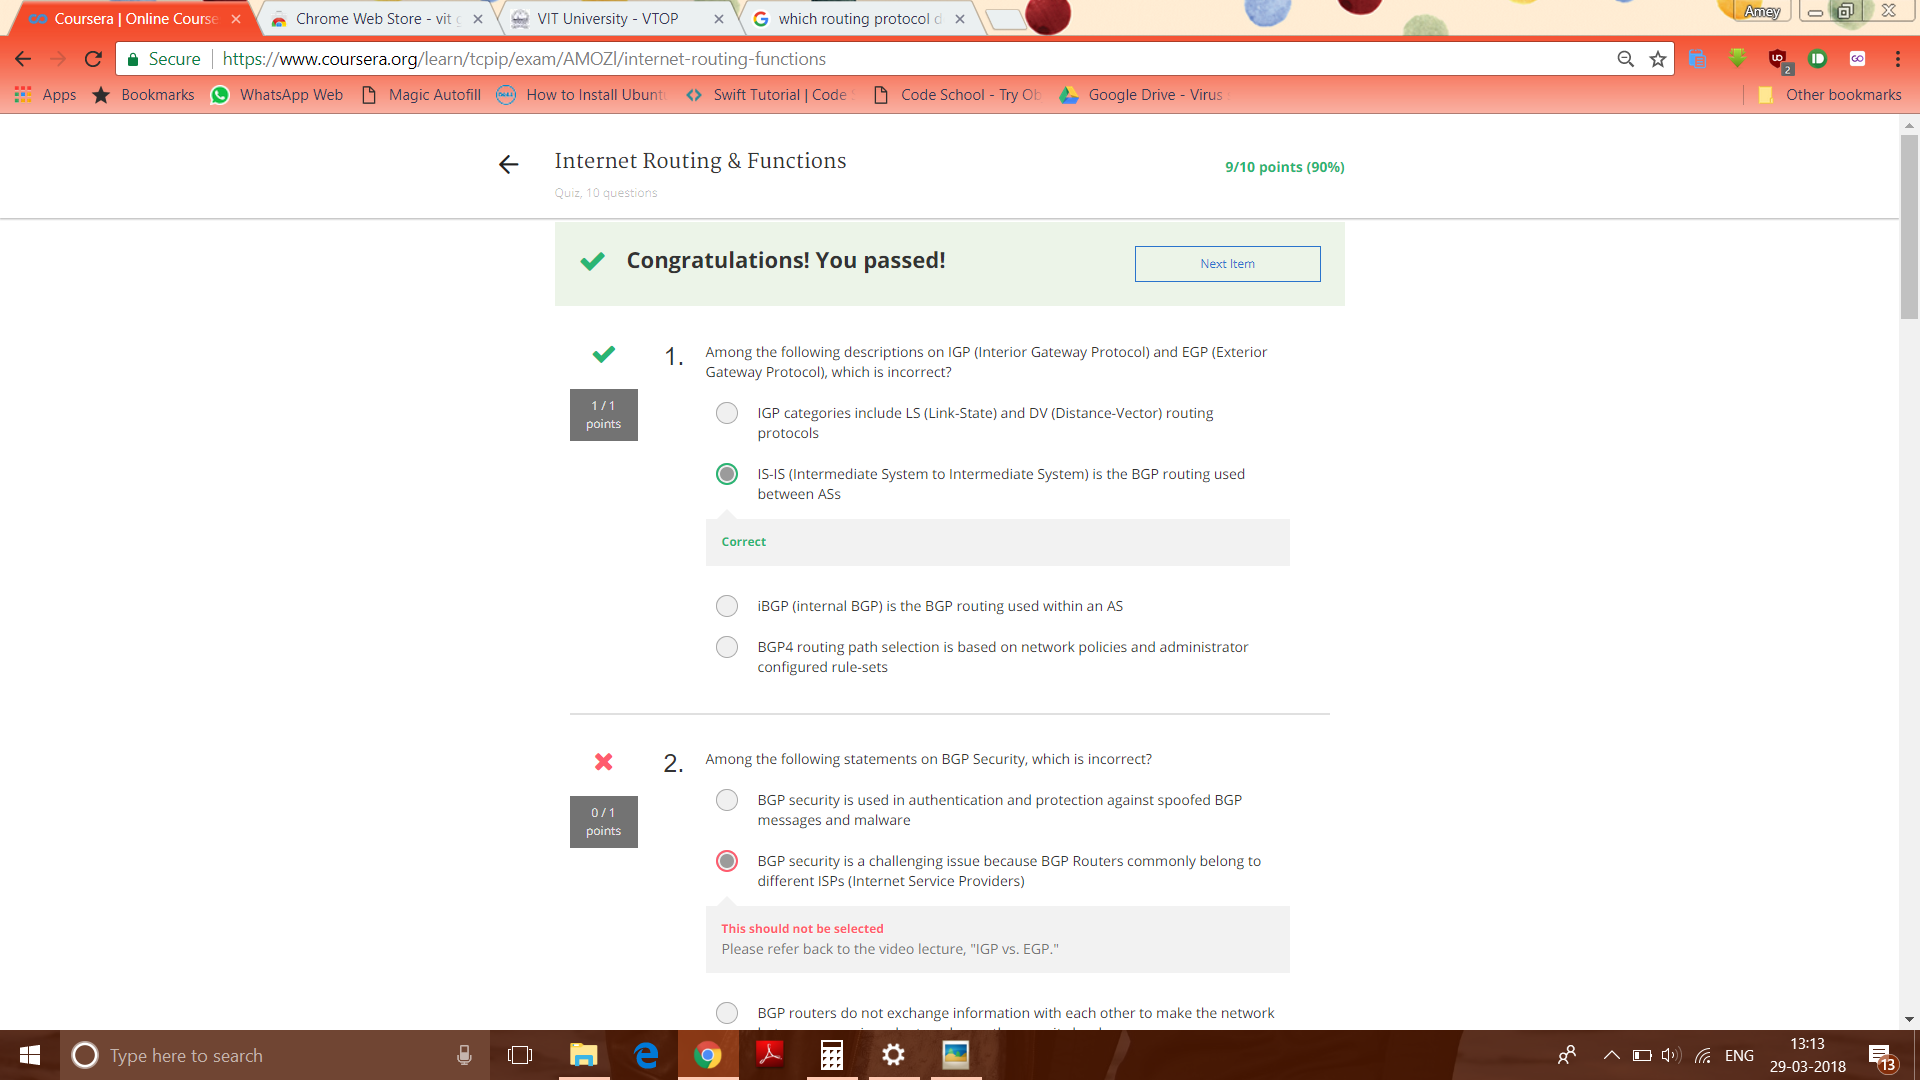 Coursera | Online Course
Chrome Web Store - vit g
VIT University - VTOP
which routing protocol d
Amey
Secure
https://www.coursera.org/learn/tcpip/exam/AMOZl/internet-routing-functions
2
Apps
Bookmarks
WhatsApp Web
Magic Autofill
How to Install Ubunt
Swift Tutorial | Code S
Code School - Try Ob
Google Drive - Virus
Other bookmarks
Internet Routing & Functions
9/10 points (90%)
Quiz, 10 questions
Congratulations! You passed!
Next Item
1 / 1
points
1.
Among the following descriptions on IGP (Interior Gateway Protocol) and EGP (Exterior
Gateway Protocol), which is incorrect?
IGP categories include LS (Link-State) and DV (Distance-Vector) routing
protocols
IS-IS (Intermediate System to Intermediate System) is the BGP routing used
between ASs
Correct
iBGP (internal BGP) is the BGP routing used within an AS
BGP4 routing path selection is based on network policies and administrator
configured rule-sets
0 / 1
points
2.
Among the following statements on BGP Security, which is incorrect?
BGP security is used in authentication and protection against spoofed BGP
messages and malware
BGP security is a challenging issue because BGP Routers commonly belong to
different ISPs (Internet Service Providers)
This should not be selected
Please refer back to the video lecture, "IGP vs. EGP."
BGP routers do not exchange information with each other to make the network
Type here to search
ENG
13:13
29-03-2018
13